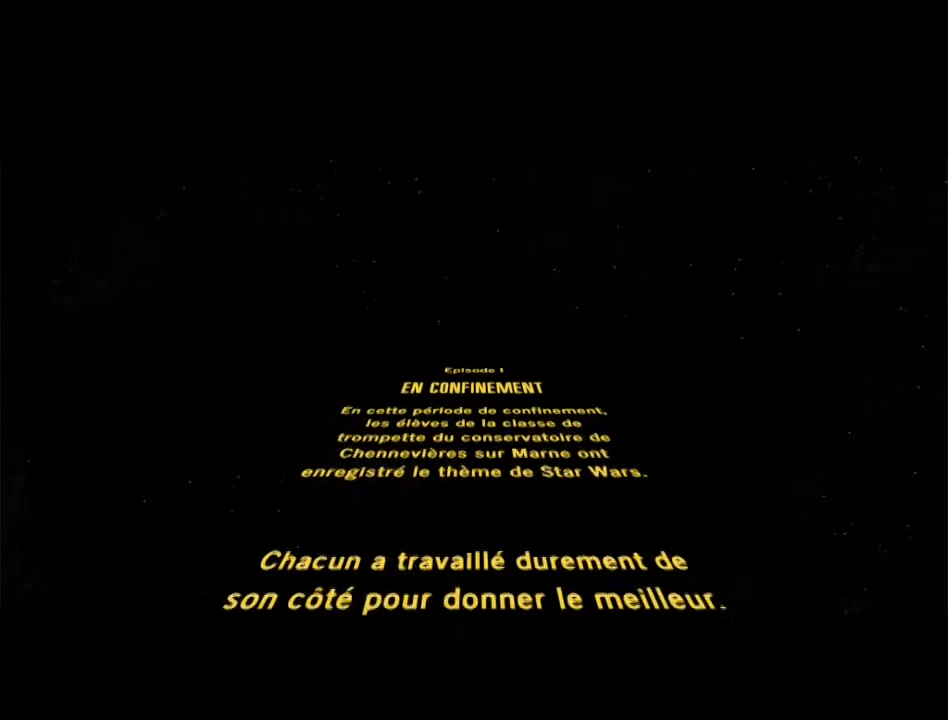 Episode I
EN CONFINEMENT
En cette période de confinement,
les élèves de la classe de
trompette du conservatoire de
Chennevières sur Marne ont
enregistré le thème de Star Wars.
Chacun a travaillé durement de
son côté pour donner le meilleur.